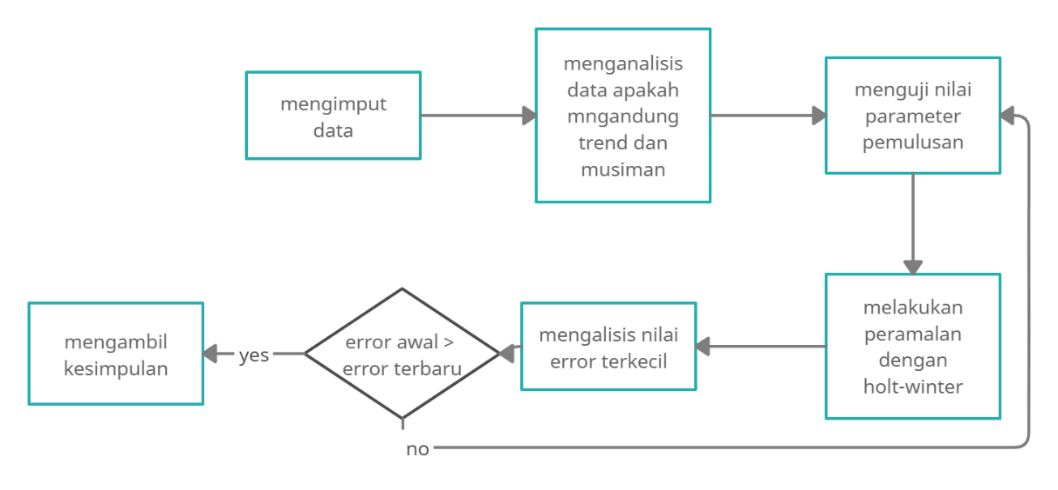 mengimput
data
menganalisis
data apakah
mngandung
trend dan
musiman
menguji nilai
parameter
pemulusan
melakukan
peramalan
dengan
holt-winter
mengalisis nilai
error terkecil
error awal >
error terbaru
yes
mengambil
kesimpulan
no